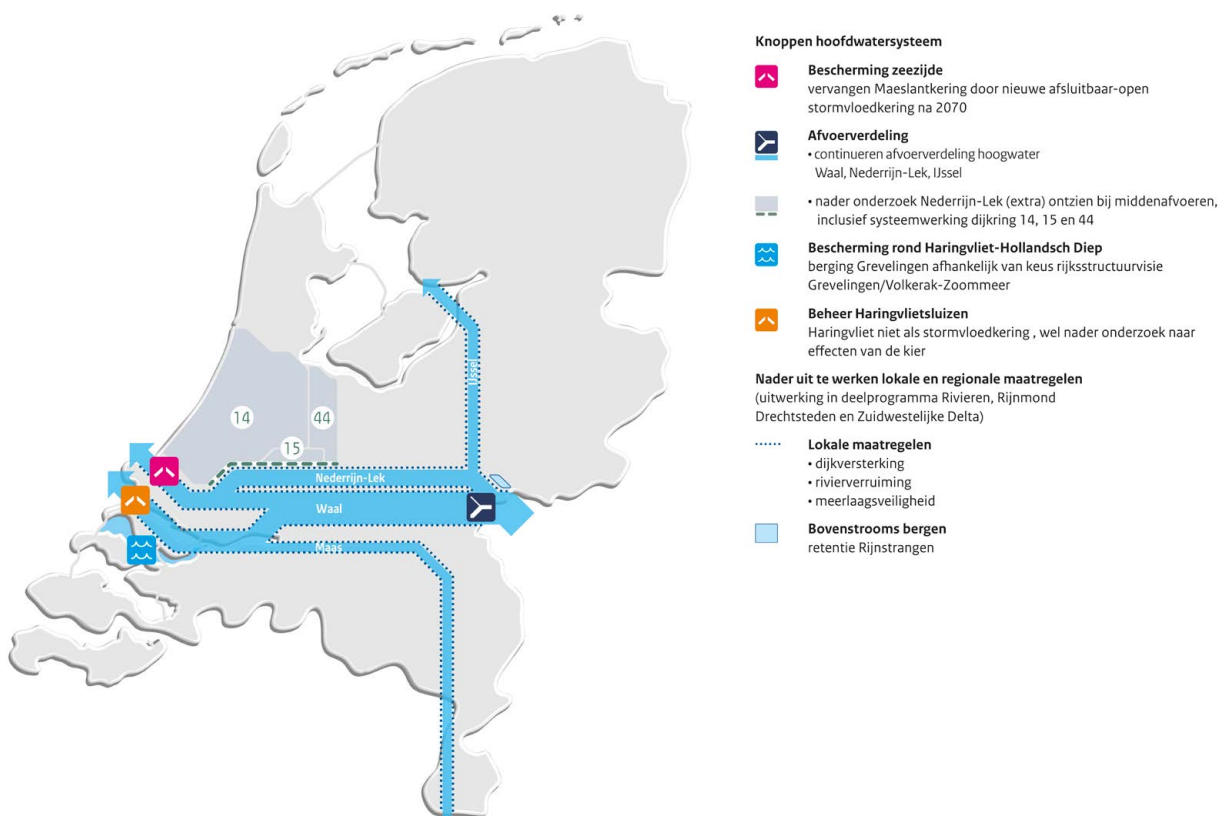 14
44
15
IJssel
Nederrijn-Lek
Waal
Maas
Knoppen hoofdwatersysteem
Bescherming zeezijde
vervangen Maeslantkering door nieuwe afsluitbaar-open
stormvloedkering na 2070
Afvoerverdeling
• continueren afvoerverdeling hoogwater
Waal, Nederrijn-Lek, IJssel
• nader onderzoek Nederrijn-Lek (extra) ontzien bij middenafvoeren,
inclusief systeemwerking dijkring 14, 15 en 44
Bescherming rond Haringvliet-Hollandsch Diep
berging Grevelingen afhankelijk van keus rijksstructuurvisie
Grevelingen/Volkerak-Zoommeer
Beheer Haringvlietsluizen
Haringvliet niet als stormvloedkering , wel nader onderzoek naar
effecten van de kier
Nader uit te werken lokale en regionale maatregelen
(uitwerking in deelprogramma Rivieren, Rijnmond
Drechtsteden en Zuidwestelijke Delta)
Lokale maatregelen
• dijkversterking
• rivierverruiming
• meerlaagsveiligheid
Bovenstrooms bergen
retentie Rijnstrangen